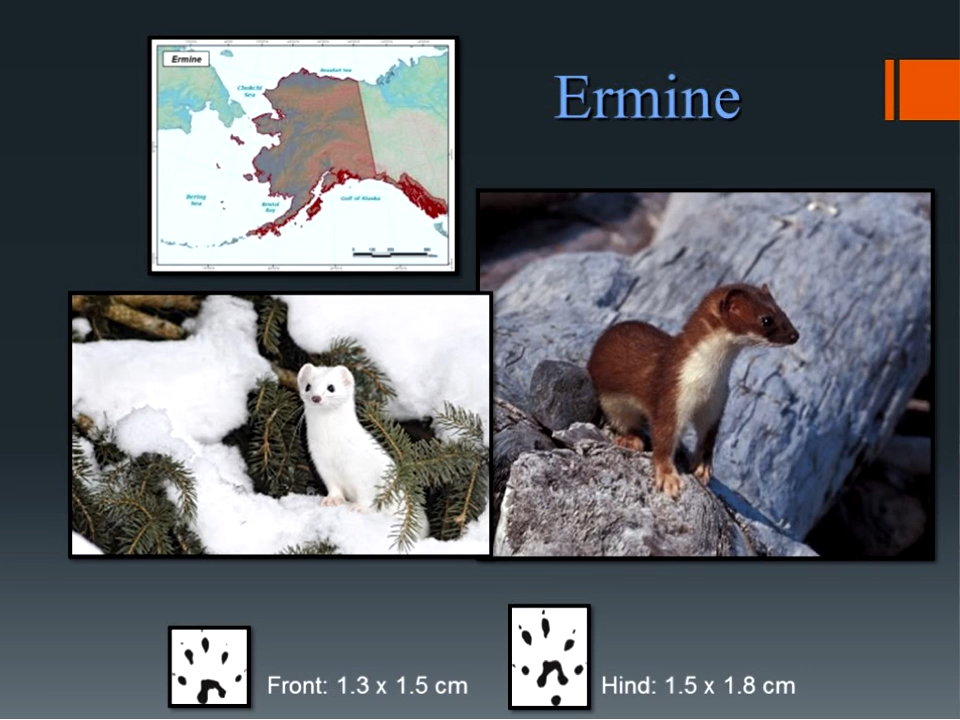 Ermine
Beaufort Sea
Chukchi
Sea
Bering
Sea
Bristol
Bay
Gulf of Alaska
Ermine
Front: 1.3 x 1.5 cm
Hind: 1.5 x 1.8 cm